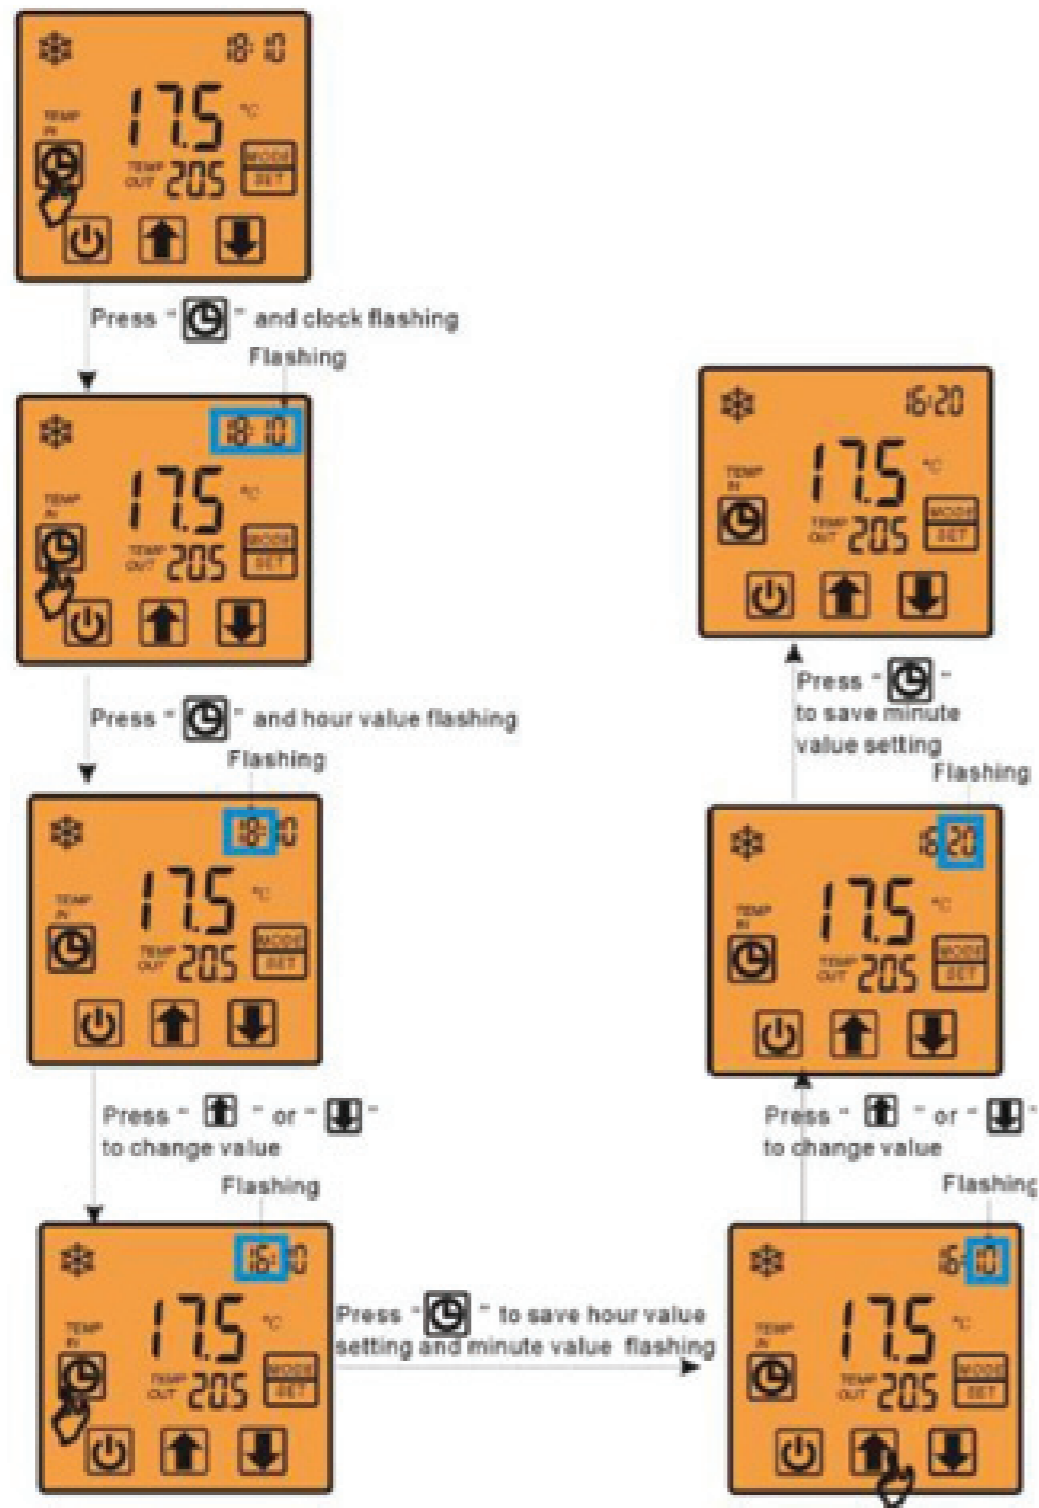 18:10
17.5 °C
TEMP
IN
MODE
TEMP
OUT 20.5
SET
Press " " and clock flashing
Flashing
18:10
17.5 °C
TEMP
IN
MODE
TEMP
OUT 20.5
SET
Press " " and hour value flashing
Flashing
18:10
17.5 °C
TEMP
IN
MODE
TEMP
OUT 20.5
SET
Press " " or " "
to change value
Flashing
16:10
17.5 °C
TEMP
IN
MODE
TEMP
OUT 20.5
SET
Press " " to save hour value
setting and minute value flashing
Flashing
16:10
17.5 °C
TEMP
IN
MODE
TEMP
OUT 20.5
SET
Press " " or " "
to change value
Flashing
16:20
17.5 °C
TEMP
IN
MODE
TEMP
OUT 20.5
SET
Press " "
to save minute
value setting
16:20
17.5 °C
TEMP
IN
MODE
TEMP
OUT 20.5
SET